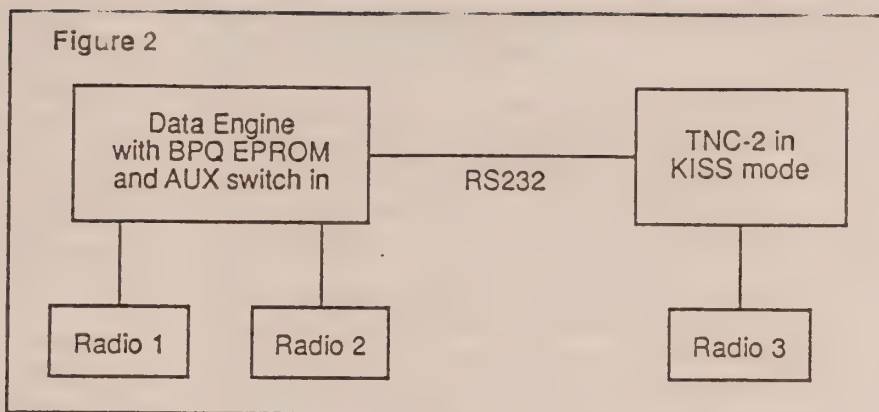 Figure 2
Data Engine
with BPQ EPROM
and AUX switch in
RS232
TNC-2 in
KISS mode
Radio 1
Radio 2
Radio 3